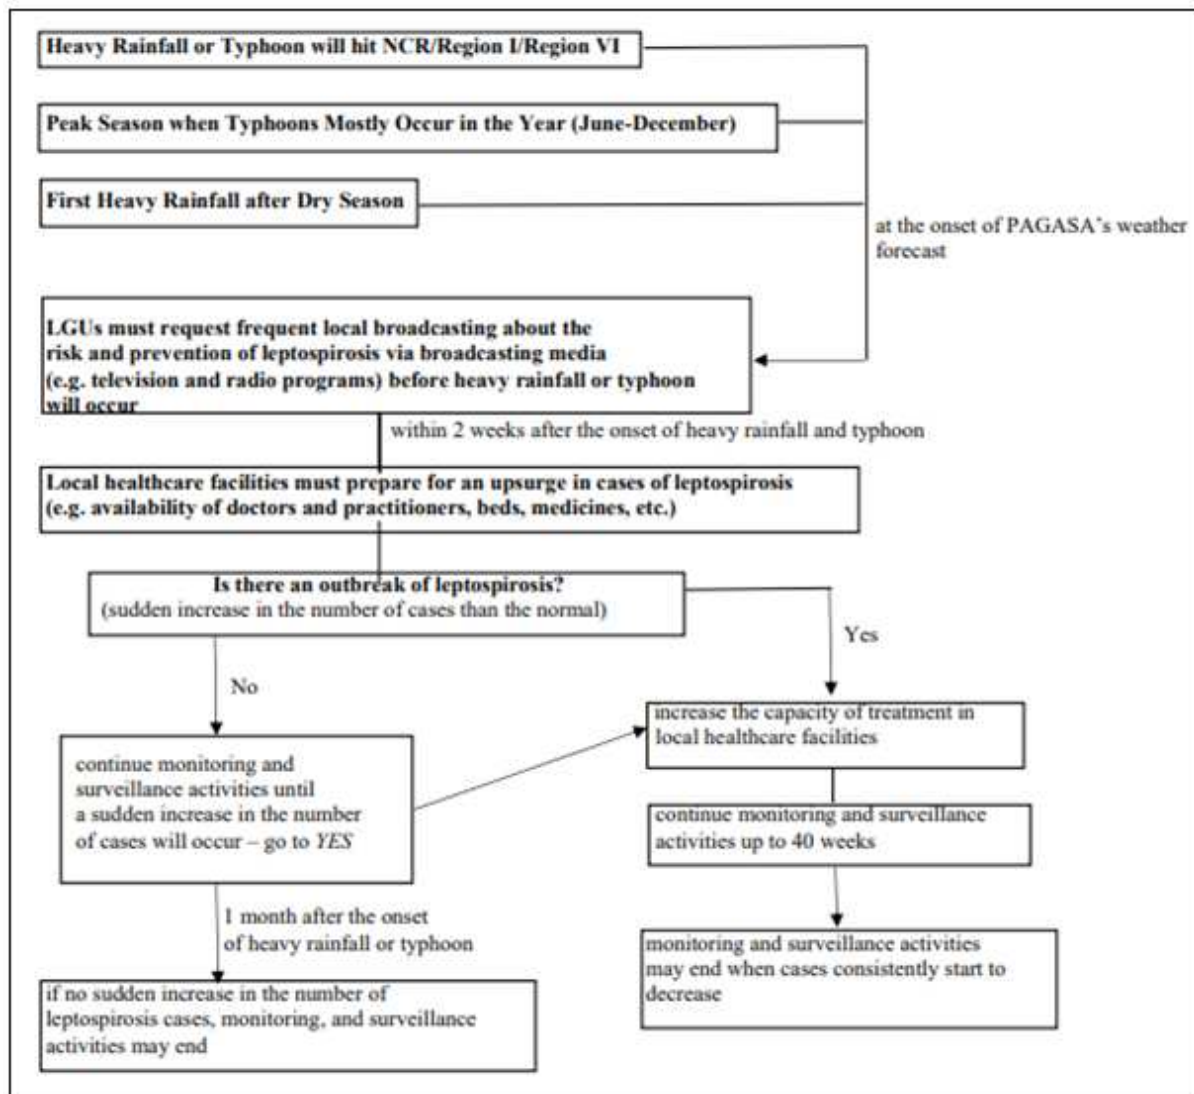 Heavy Rainfall or Typhoon will hit NCR/Region I/Region VI
Peak Season when Typhoons Mostly Occur in the Year (June-December)
First Heavy Rainfall after Dry Season
at the onset of PAGASA's weather
forecast
LGUs must request frequent local broadcasting about the
risk and prevention of leptospirosis via broadcasting media
(e.g. television and radio programs) before heavy rainfall or typhoon
will occur
within 2 weeks after the onset of heavy rainfall and typhoon
Local healthcare facilities must prepare for an upsurge in cases of leptospirosis
(e.g. availability of doctors and practitioners, beds, medicines, etc.)
Is there an outbreak of leptospirosis?
(sudden increase in the number of cases than the normal)
Yes
No
increase the capacity of treatment in
local healthcare facilities
continue monitoring and
surveillance activities until
a sudden increase in the number
of cases will occur – go to YES
continue monitoring and surveillance
activities up to 40 weeks
1 month after the onset
of heavy rainfall or typhoon
monitoring and surveillance activities
may end when cases consistently start to
decrease
if no sudden increase in the number of
leptospirosis cases, monitoring, and surveillance
activities may end